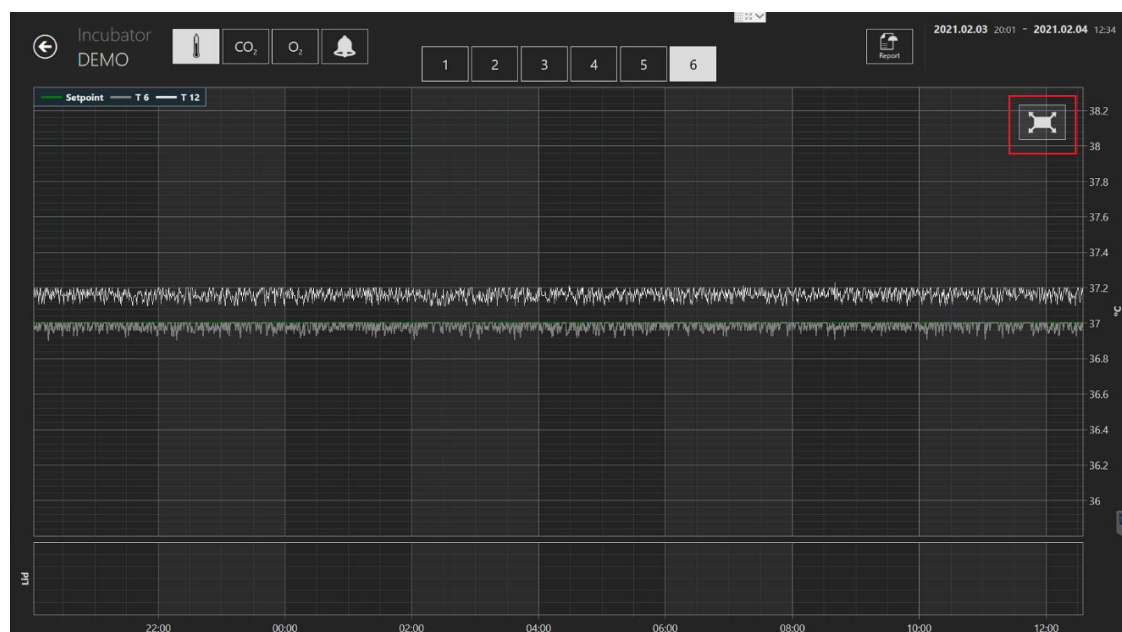 Incubator
DEMO
CO₂
O₂
1 2 3 4 5 6
Report
2021.02.03 20:01 - 2021.02.04 12:34
Setpoint T 6 T 12
38.2
38
37.8
37.6
37.4
37.2
37
°C
36.8
36.6
36.4
36.2
36
Lid
22:00 00:00 02:00 04:00 06:00 08:00 10:00 12:00